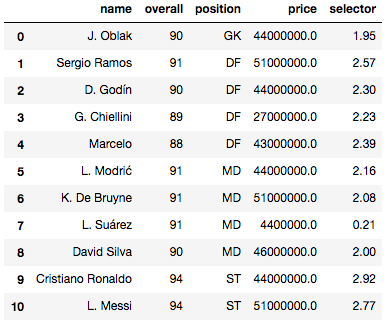 name overall position price selector
0 J. Oblak 90 GK 44000000.0 1.95
1 Sergio Ramos 91 DF 51000000.0 2.57
2 D. Godín 90 DF 44000000.0 2.30
3 G. Chiellini 89 DF 27000000.0 2.23
4 Marcelo 88 DF 43000000.0 2.39
5 L. Modrić 91 MD 44000000.0 2.16
6 K. De Bruyne 91 MD 51000000.0 2.08
7 L. Suárez 91 MD 4400000.0 0.21
8 David Silva 90 MD 46000000.0 2.00
9 Cristiano Ronaldo 94 ST 44000000.0 2.92
10 L. Messi 94 ST 51000000.0 2.77